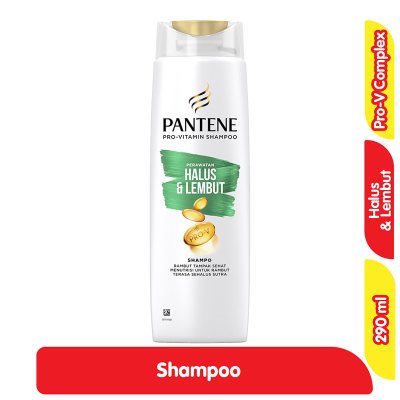 PANTENE
PRO-VITAMIN SHAMPOO
PERAWATAN
HALUS
& LEMBUT
PRO-V
SHAMPO
RAMBUT TAMPAK SEHAT
MENUTRISI UNTUK RAMBUT
TERASA SEHALUS SUTRA
Pro-V Complex
Halus
& Lembut
290 ml
Shampoo